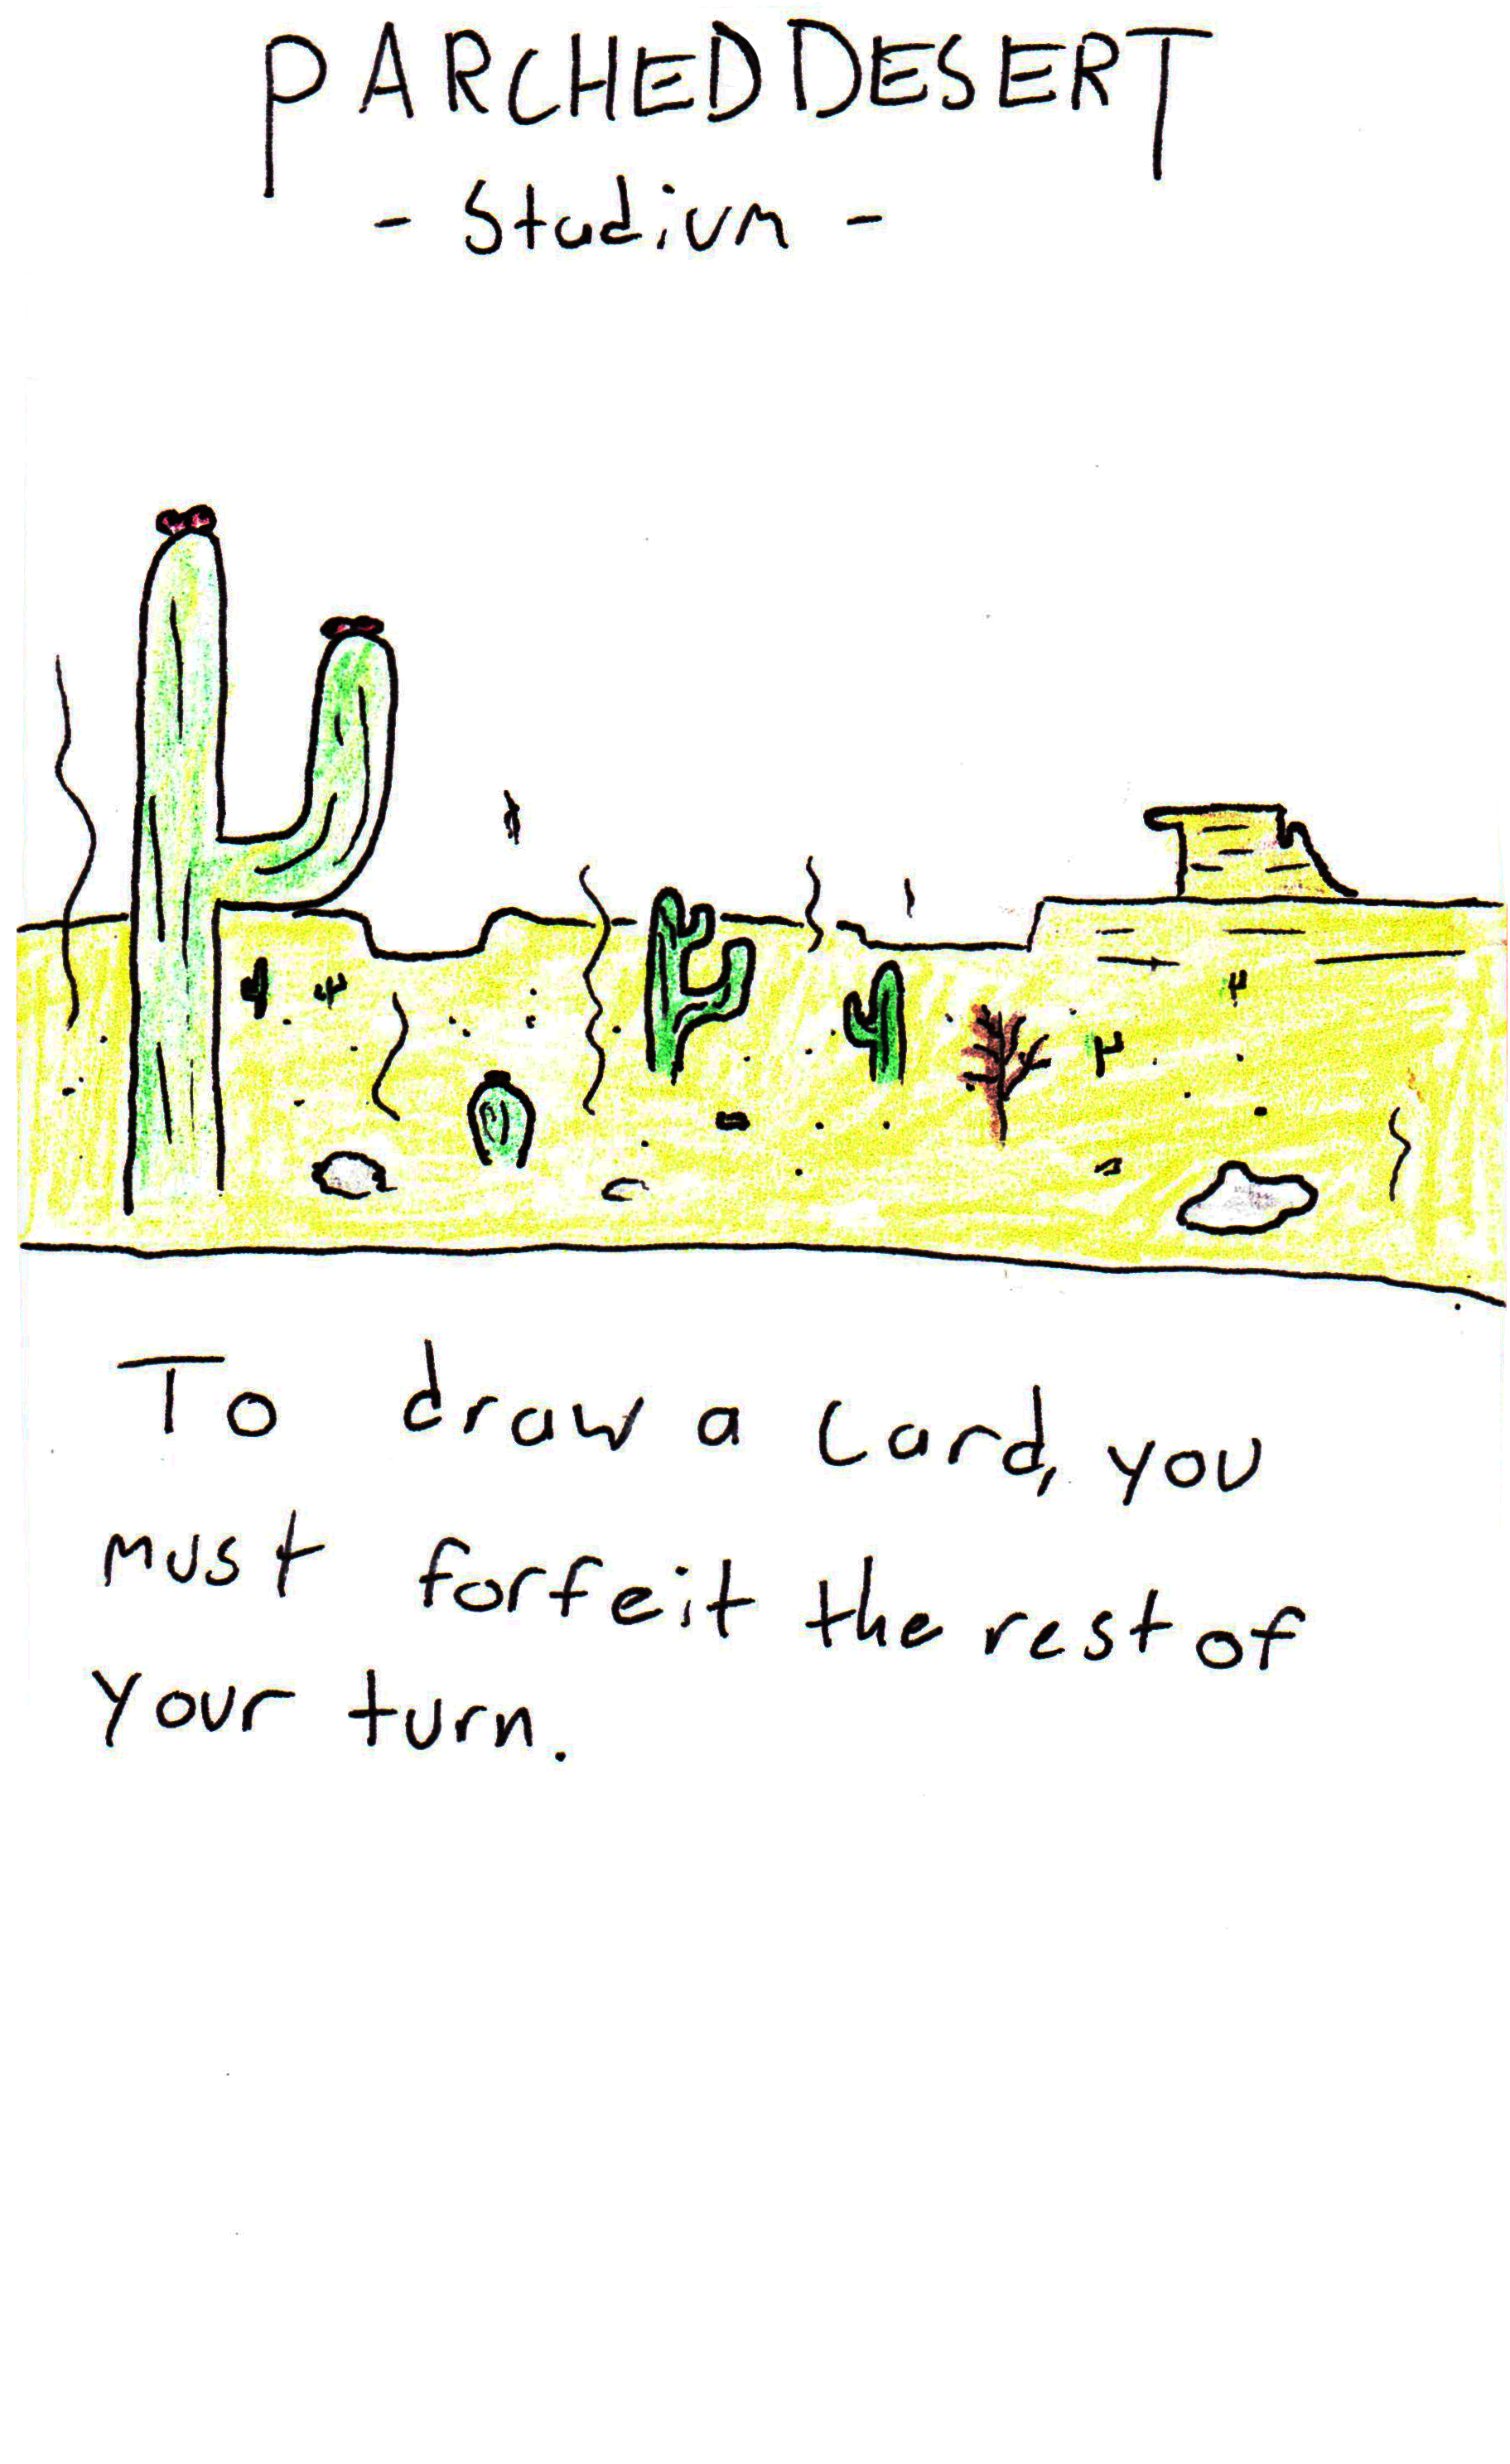 PARCHED DESERT
- Stadium -
To draw a card, you
must forfeit the rest of
your turn.